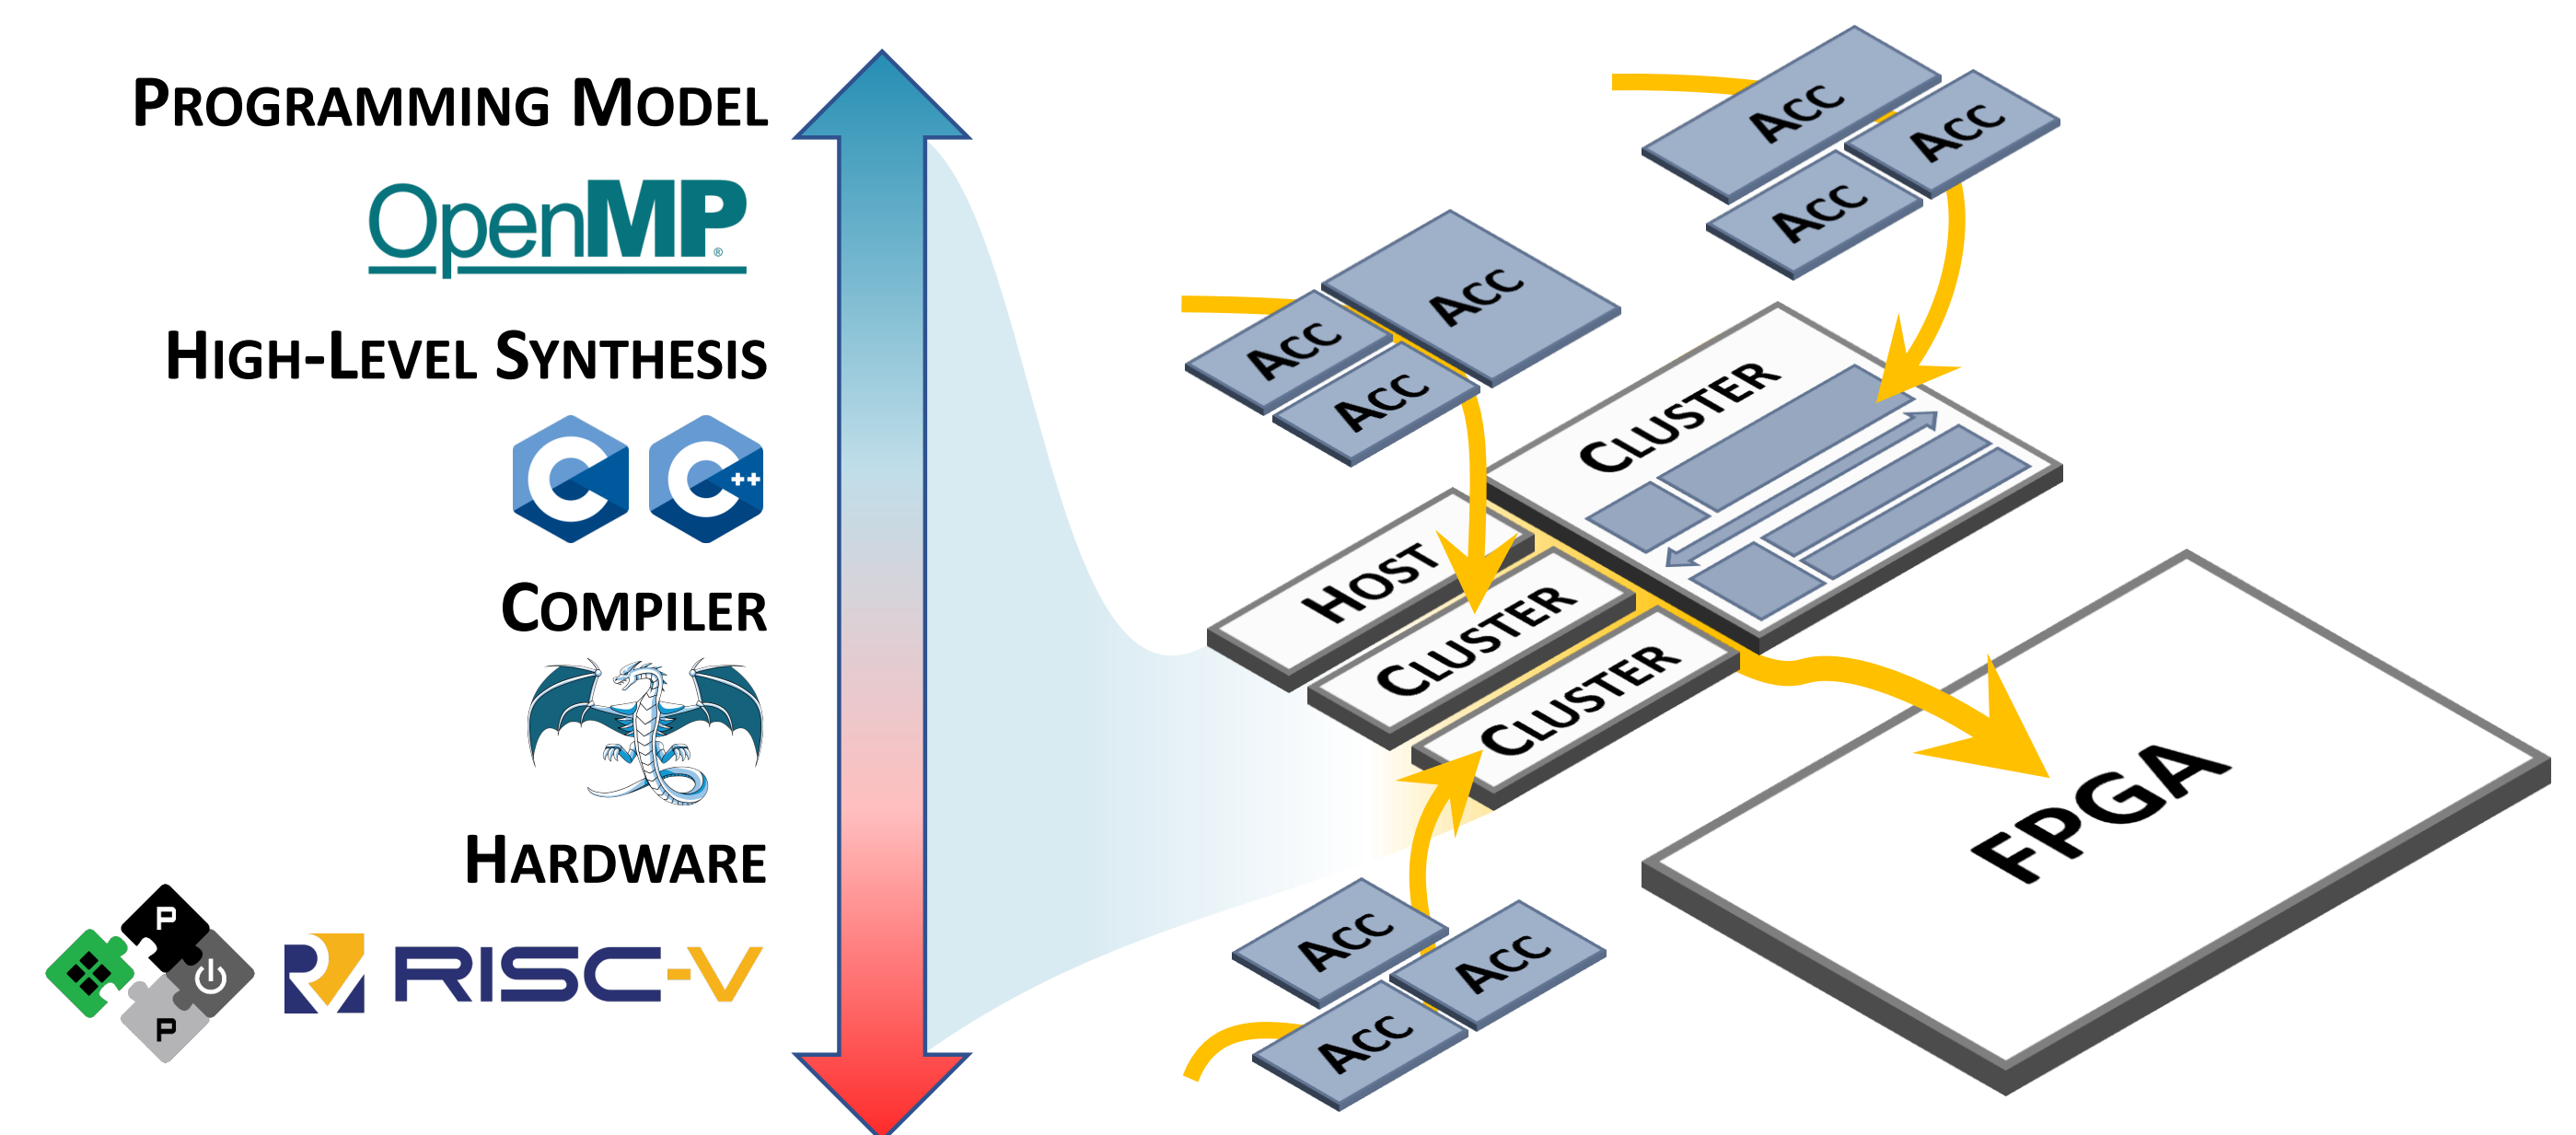 PROGRAMMING MODEL
OpenMP®
HIGH-LEVEL SYNTHESIS
C C++
COMPILER
HARDWARE
P
P
RISC-V
ACC
ACC
ACC
ACC
ACC
ACC
CLUSTER
HOST
CLUSTER
CLUSTER
FPGA
ACC
ACC
ACC